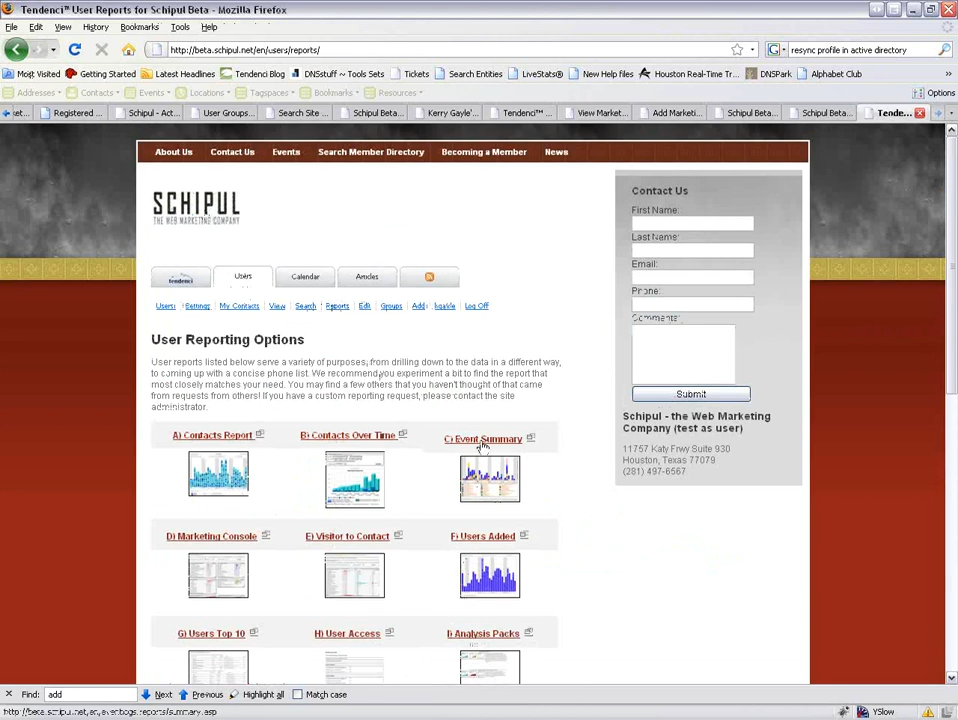 Tendenci™ User Reports for Schipul Beta - Mozilla Firefox
File Edit View History Bookmarks Tools Help
http://beta.schipul.net/en/users/reports/
resync profile in active directory
Most Visited Getting Started Latest Headlines Tendenci Blog DNSstuff ~ Tools Sets Tickets Search Entities LiveStats® New Help files Houston Real-Time Tr... DNSPark Alphabet Club
Addresses Contacts Events Locations Tagspaces Bookmarks Resources Options
ket... Registered ... Schipul - Act... User Groups... Search Site ... Schipul Beta... Kerry Gayle'... Tendenci™ ... View Market... Add Marketi... Schipul Beta... Schipul Beta... Tende...
About Us Contact Us Events Search Member Directory Becoming a Member News
SCHIPUL
THE WEB MARKETING COMPANY
tendenci Users Calendar Articles
Users Settings My Contacts View Search Reports Edit Groups Add Log Off
User Reporting Options
User reports listed below serve a variety of purposes, from drilling down to the data in a different way,
to coming up with a concise phone list. We recommend you experiment a bit to find the report that
most closely matches your need. You may find a few others that you haven't thought of that came
from requests from others! If you have a custom reporting request, please contact the site
administrator.
A) Contacts Report B) Contacts Over Time C) Event Summary
D) Marketing Console E) Visitor to Contact F) Users Added
G) Users Top 10 H) User Access I) Analysis Packs
Contact Us
First Name:
Last Name:
Email:
Phone:
Comments:
Submit
Schipul - the Web Marketing
Company (test as user)
11757 Katy Frwy Suite 930
Houston, Texas 77079
(281) 497-6567
Find: add Next Previous Highlight all Match case
YSlow